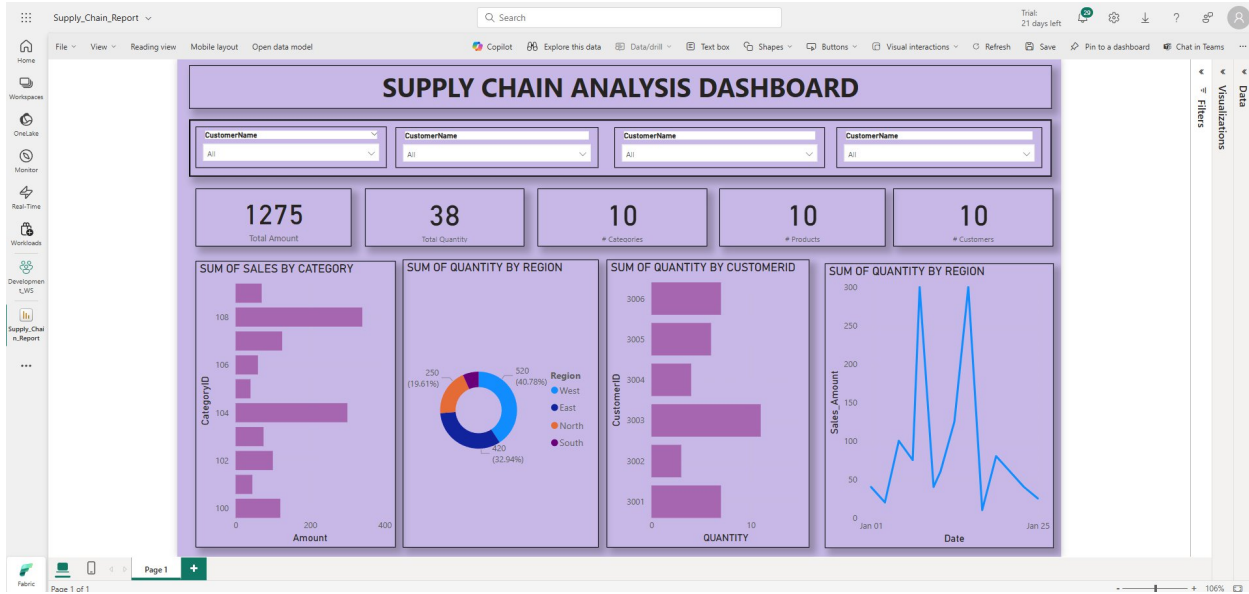 Supply_Chain_Report
Search
Trial:
21 days left
29
File View Reading view Mobile layout Open data model
Copilot Explore this data Data/drill Text box Shapes Buttons Visual interactions Refresh Save Pin to a dashboard Chat in Teams ...
Home
Workspaces
OneLake
Monitor
Real-Time
Workloads
Developmen
t_WS
Supply_Chai
n_Report
...
Fabric
SUPPLY CHAIN ANALYSIS DASHBOARD
CustomerName CustomerName CustomerName CustomerName
All All All All
1275 38 10 10 10
Total Amount Total Quantity # Categories # Products # Customers
SUM OF SALES BY CATEGORY
CategoryID
108
106
104
102
100
0 200 400
Amount
SUM OF QUANTITY BY REGION
250
(19.61%)
520
(40.78%)
420
(32.94%)
Region
West
East
North
South
SUM OF QUANTITY BY CUSTOMERID
CustomerID
3006
3005
3004
3003
3002
3001
0 10
QUANTITY
SUM OF QUANTITY BY REGION
Sales_Amount
300
250
200
150
100
50
0
Jan 01 Jan 25
Date
Filters
Visualizations
Data
Page 1
Page 1 of 1
- + 106%